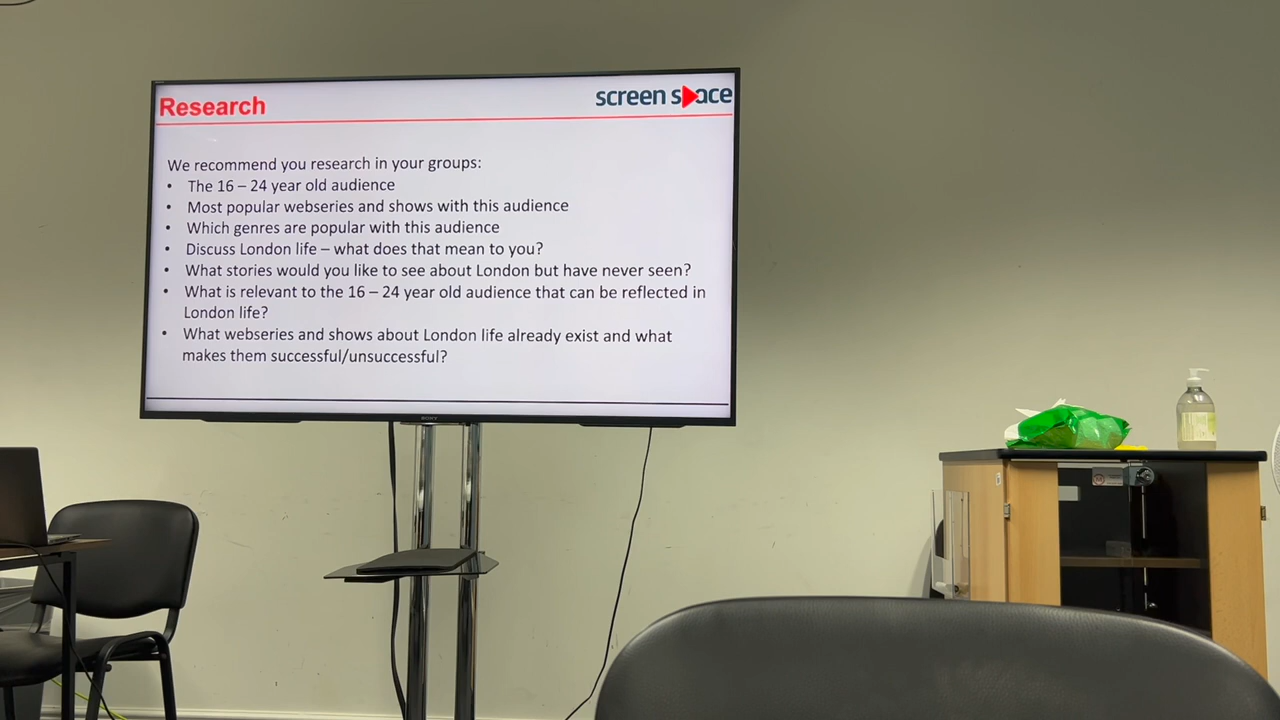 Research
screen space
We recommend you research in your groups:
• The 16 – 24 year old audience
• Most popular webseries and shows with this audience
• Which genres are popular with this audience
• Discuss London life – what does that mean to you?
• What stories would you like to see about London but have never seen?
• What is relevant to the 16 – 24 year old audience that can be reflected in
London life?
• What webseries and shows about London life already exist and what
makes them successful/unsuccessful?
SONY